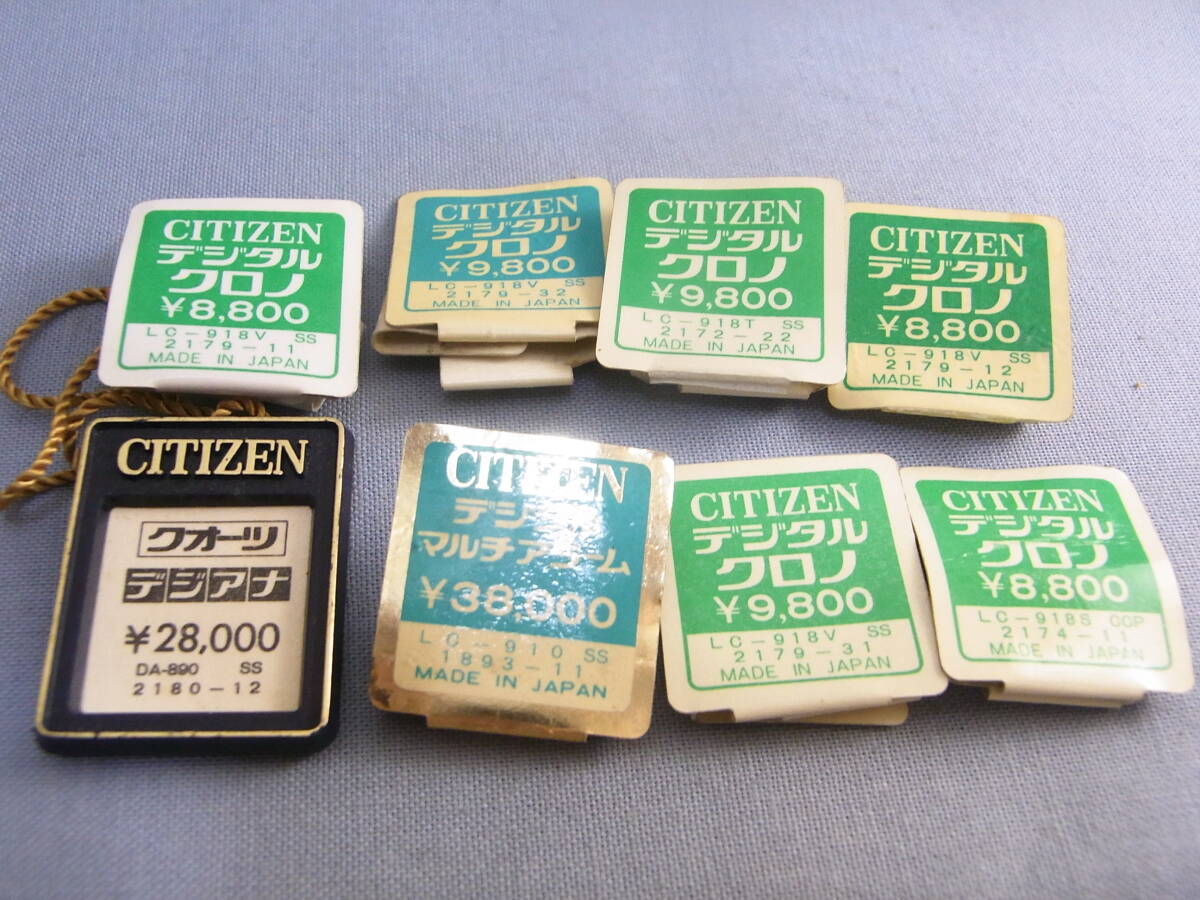 CITIZEN
デジタル
クロノ
¥8,800
LC-918V SS
2179-11
MADE IN JAPAN
CITIZEN
デジタル
クロノ
¥9,800
LC-918V SS
2179-32
MADE IN JAPAN
CITIZEN
デジタル
クロノ
¥9,800
LC-918T SS
2172-22
MADE IN JAPAN
CITIZEN
デジタル
クロノ
¥8,800
LC-918V SS
2179-12
MADE IN JAPAN
CITIZEN
クオーツ
デジアナ
¥28,000
DA-890 SS
2180-12
CITIZEN
デジタル
マルチアラーム
¥38,000
LC-910 SS
1893-11
MADE IN JAPAN
CITIZEN
デジタル
クロノ
¥9,800
LC-918V SS
2179-31
MADE IN JAPAN
CITIZEN
デジタル
クロノ
¥8,800
LC-918S CCP
2174-11
MADE IN JAPAN